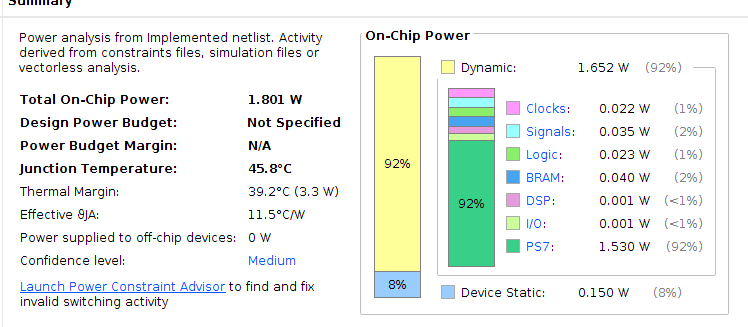 Summary
Power analysis from Implemented netlist. Activity
derived from constraints files, simulation files or
vectorless analysis.
Total On-Chip Power: 1.801 W
Design Power Budget: Not Specified
Power Budget Margin: N/A
Junction Temperature: 45.8°C
Thermal Margin: 39.2°C (3.3 W)
Effective ϑJA: 11.5°C/W
Power supplied to off-chip devices: 0 W
Confidence level: Medium
Launch Power Constraint Advisor to find and fix
invalid switching activity
On-Chip Power
92%
8%
Dynamic: 1.652 W (92%)
92%
Clocks: 0.022 W (1%)
Signals: 0.035 W (2%)
Logic: 0.023 W (1%)
BRAM: 0.040 W (2%)
DSP: 0.001 W (<1%)
I/O: 0.001 W (<1%)
PS7: 1.530 W (92%)
Device Static: 0.150 W (8%)